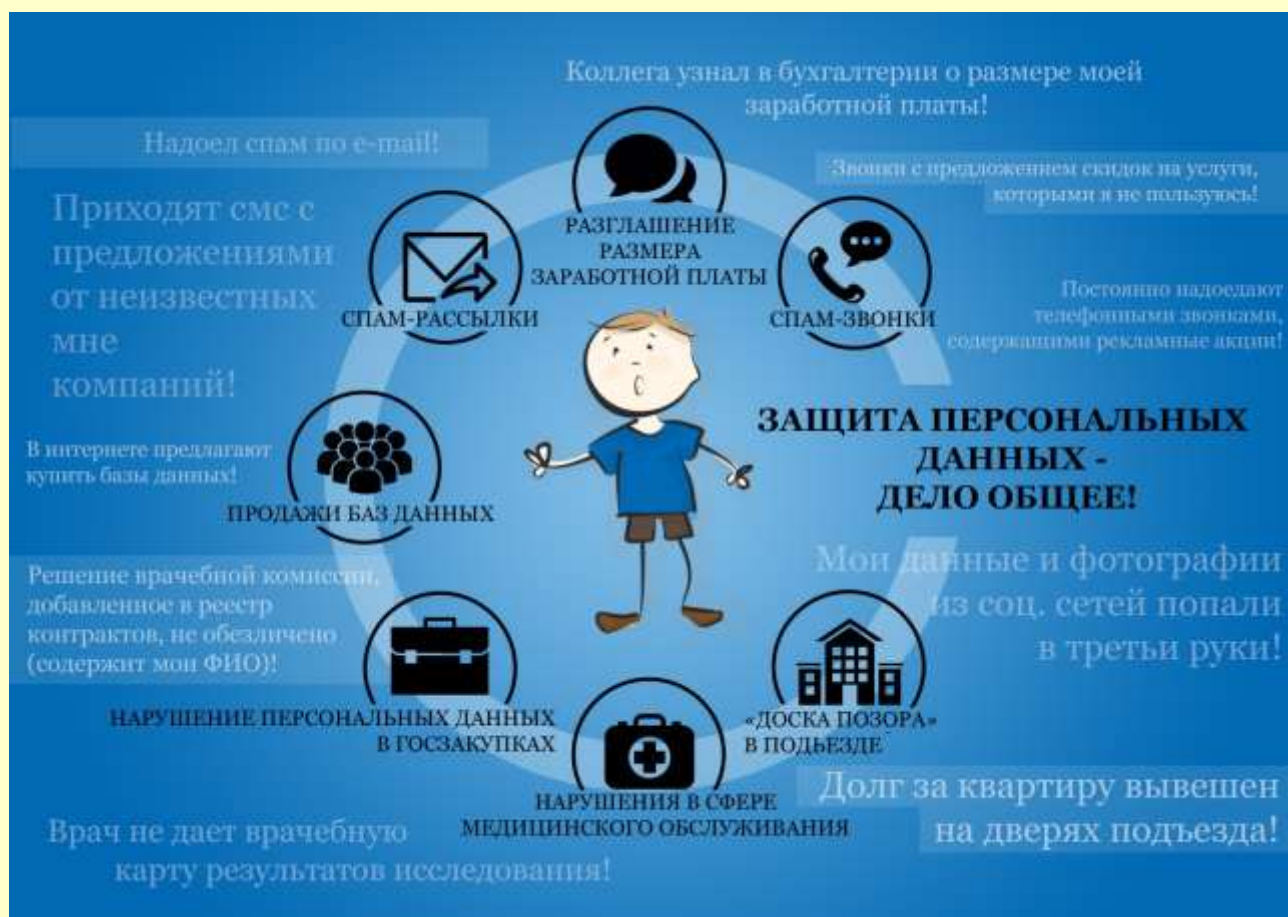 Коллега узнал в бухгалтерии о размере моей
заработной платы!
Надоел спам по e-mail!
Звонки с предложением скидок на услуги,
которыми я не пользуюсь!
Приходят смс с
предложениями
от неизвестных
мне
компаний!
РАЗГЛАШЕНИЕ
РАЗМЕРА
ЗАРАБОТНОЙ ПЛАТЫ
СПАМ-РАССЫЛКИ
СПАМ-ЗВОНКИ
Постоянно надоедают
телефонными звонками,
содержащими рекламные акции!
ЗАЩИТА ПЕРСОНАЛЬНЫХ
ДАННЫХ -
ДЕЛО ОБЩЕЕ!
В интернете предлагают
купить базы данных!
ПРОДАЖИ БАЗ ДАННЫХ
Мои данные и фотографии
из соц. сетей попали
в третьи руки!
Решение врачебной комиссии,
добавленное в реестр
контрактов, не обезличено
(содержит мои ФИО)!
НАРУШЕНИЕ ПЕРСОНАЛЬНЫХ ДАННЫХ
В ГОСЗАКУПКАХ
«ДОСКА ПОЗОРА»
В ПОДЬЕЗДЕ
НАРУШЕНИЯ В СФЕРЕ
МЕДИЦИНСКОГО ОБСЛУЖИВАНИЯ
Долг за квартиру вывешен
на дверях подъезда!
Врач не дает врачебную
карту результатов исследования!